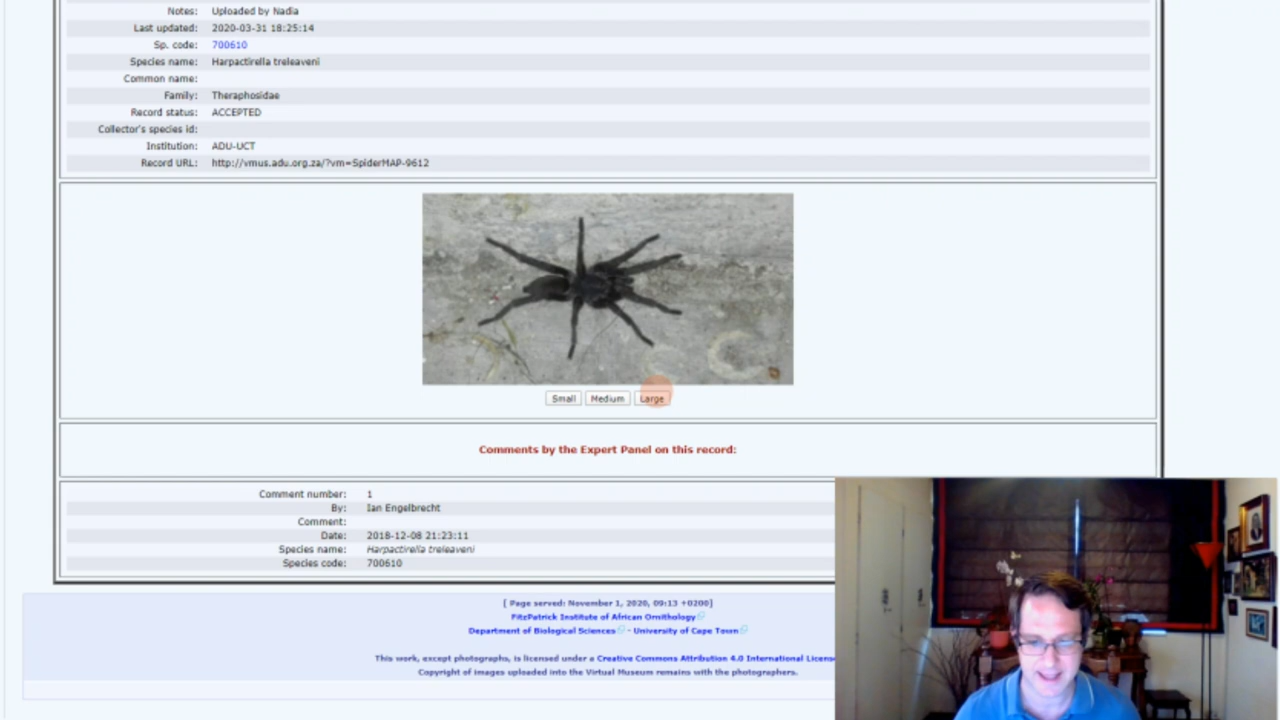 Notes: Uploaded by Nadia
Last updated: 2020-03-31 18:25:14
Sp. code: 700610
Species name: Harpactirella treleaveni
Common name:
Family: Theraphosidae
Record status: ACCEPTED
Collector's species id:
Institution: ADU-UCT
Record URL: http://vmus.adu.org.za/?vm=SpiderMAP-9612
Small Medium Large
Comments by the Expert Panel on this record:
Comment number: 1
By: Ian Engelbrecht
Comment:
Date: 2018-12-08 21:23:11
Species name: Harpactirella treleaveni
Species code: 700610
[ Page served: November 1, 2020, 09:13 +0200]
FitzPatrick Institute of African Ornithology
Department of Biological Sciences - University of Cape Town
This work, except photographs, is licensed under a Creative Commons Attribution 4.0 International License
Copyright of images uploaded into the Virtual Museum remains with the photographers.